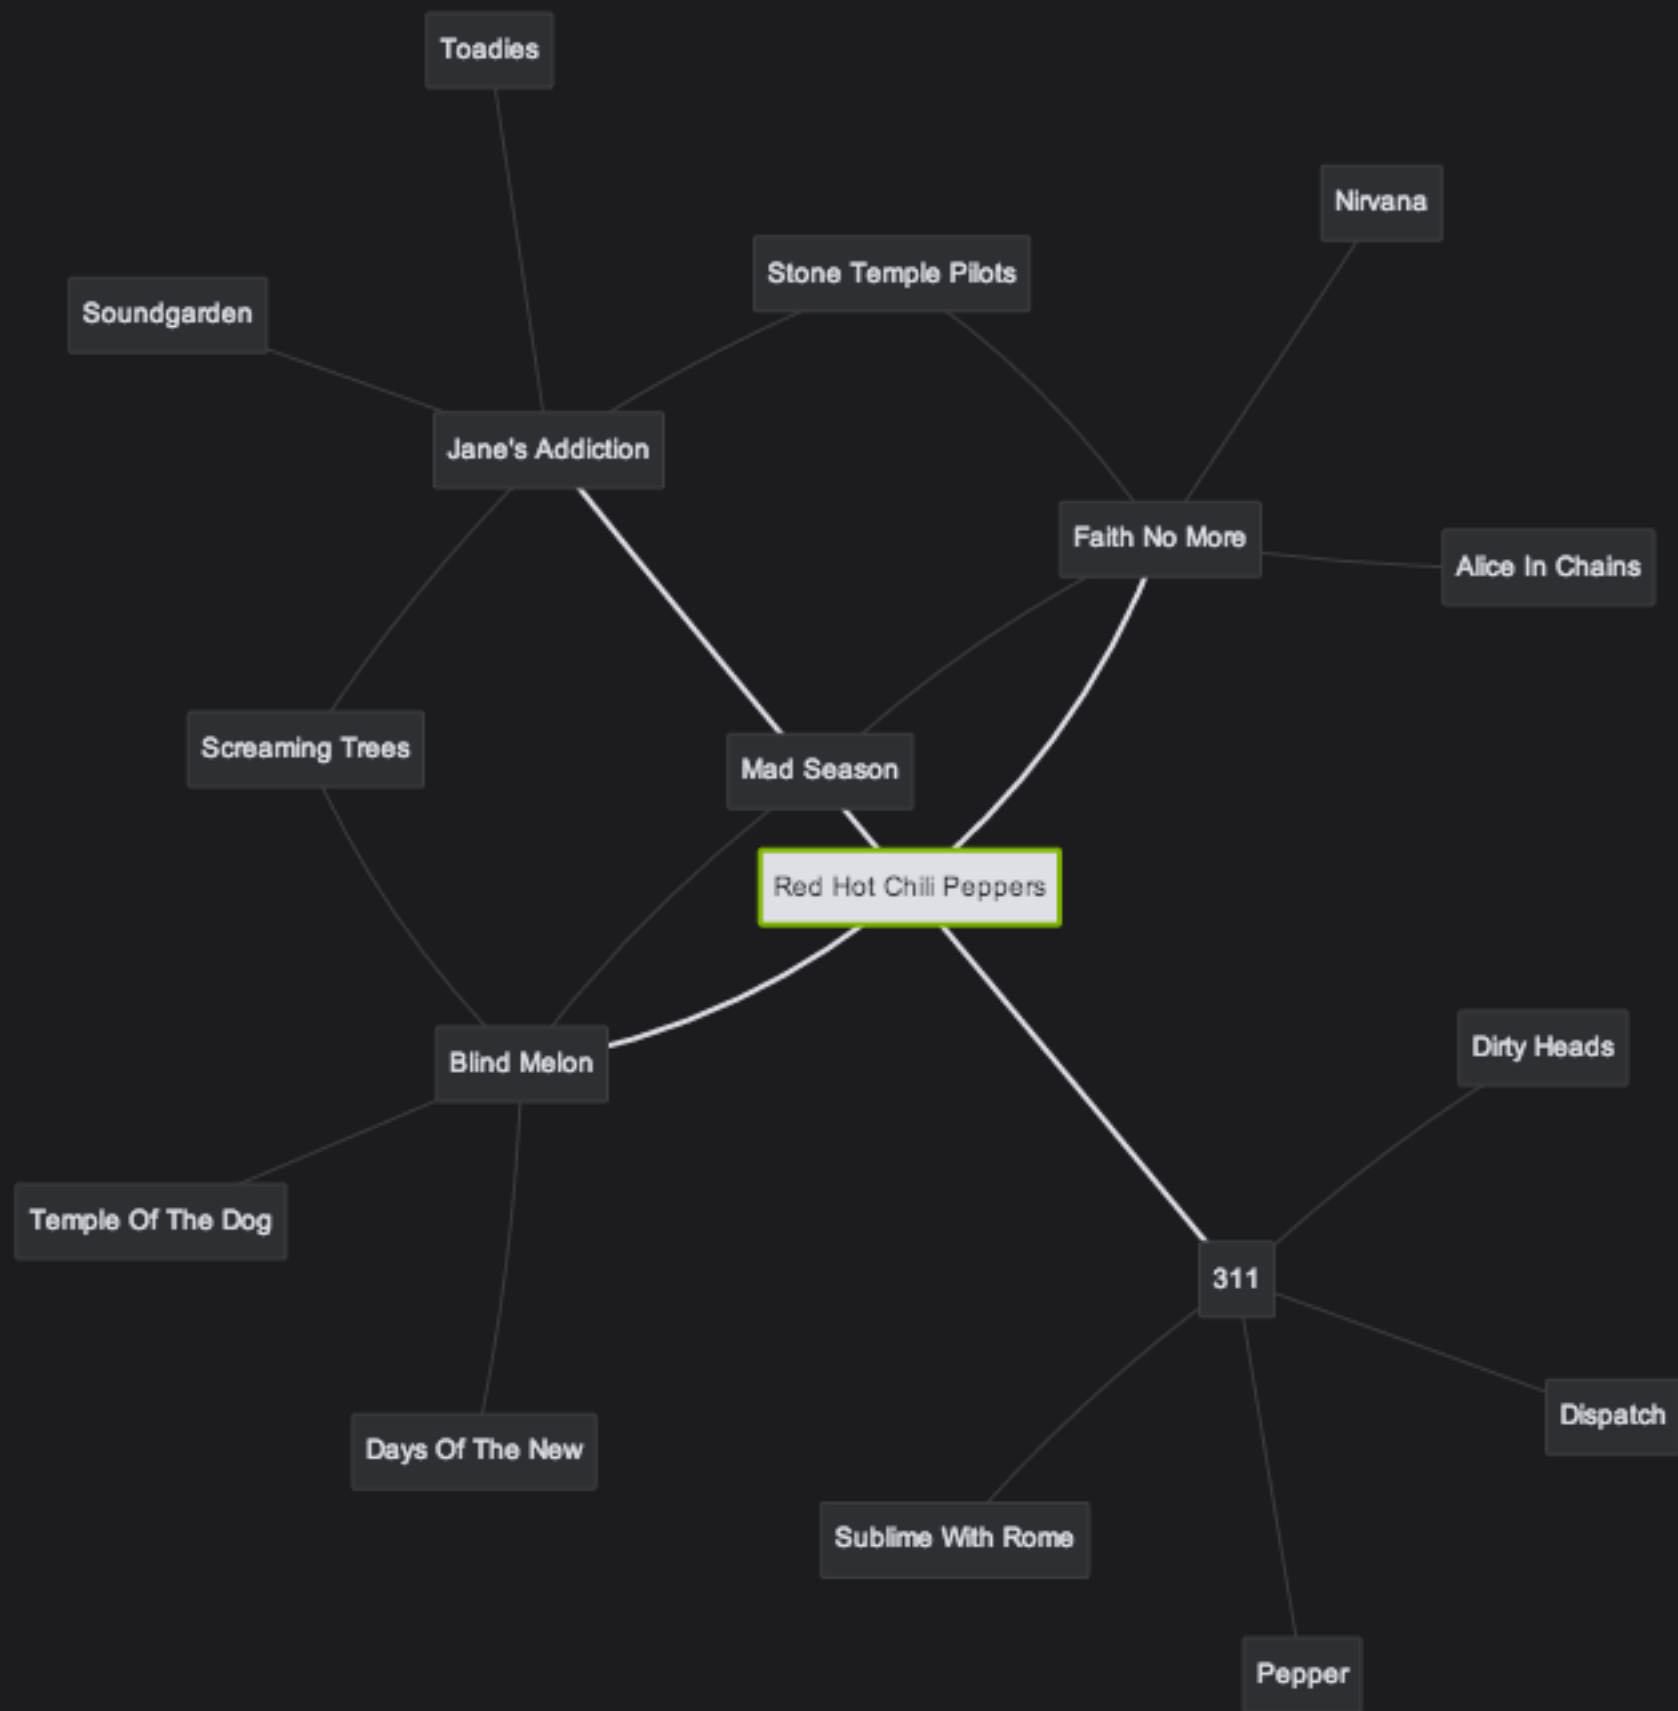 Toadies
Nirvana
Stone Temple Pilots
Soundgarden
Jane's Addiction
Faith No More
Alice In Chains
Screaming Trees
Mad Season
Red Hot Chili Peppers
Dirty Heads
Blind Melon
Temple Of The Dog
311
Dispatch
Days Of The New
Sublime With Rome
Pepper